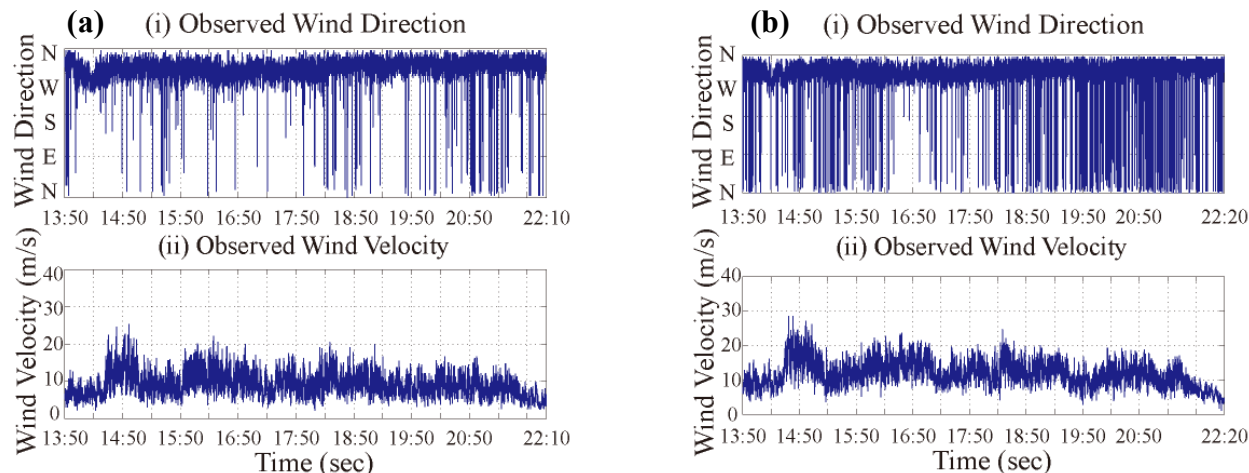 (a)
(i) Observed Wind Direction
Wind Direction
N
W
S
E
N
13:50 14:50 15:50 16:50 17:50 18:50 19:50 20:50 22:10
(ii) Observed Wind Velocity
Wind Velocity (m/s)
40
30
20
10
0
13:50 14:50 15:50 16:50 17:50 18:50 19:50 20:50 22:10
Time (sec)
(b)
(i) Observed Wind Direction
Wind Direction
N
W
S
E
N
13:50 14:50 15:50 16:50 17:50 18:50 19:50 20:50 22:20
(ii) Observed Wind Velocity
Wind Velocity (m/s)
40
30
20
10
0
13:50 14:50 15:50 16:50 17:50 18:50 19:50 20:50 22:20
Time (sec)